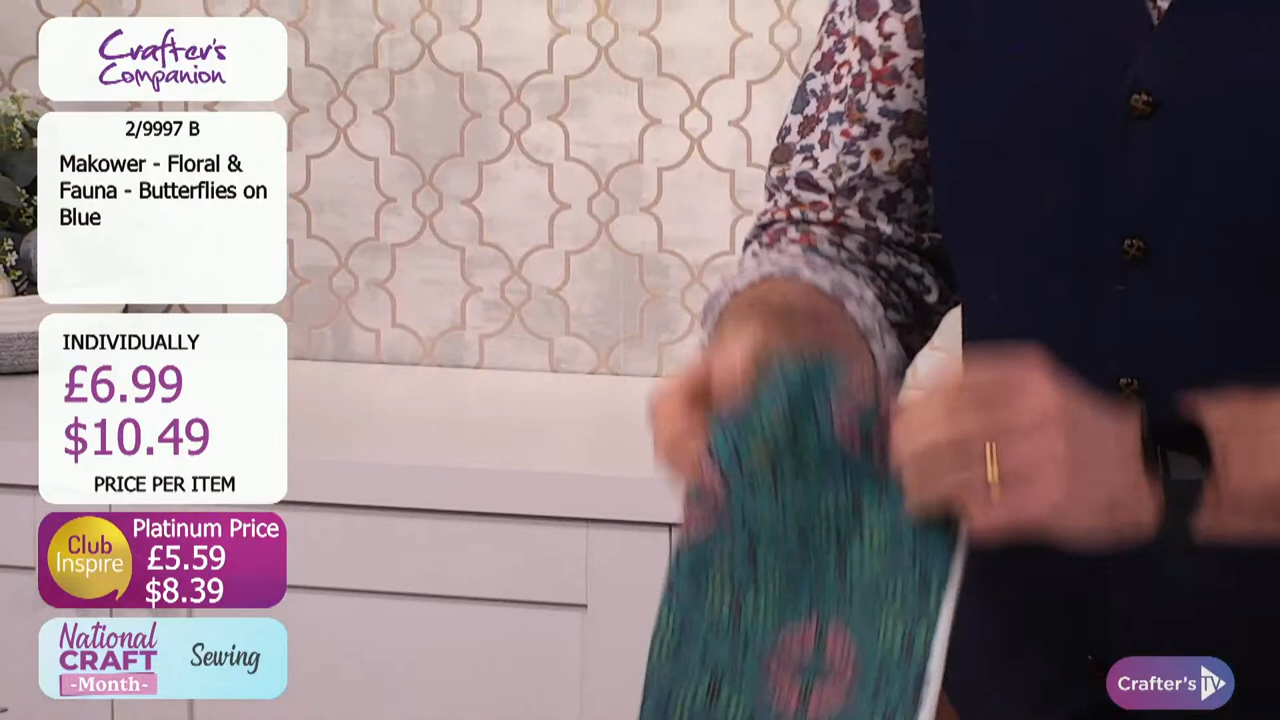 Crafter's
Companion
2/9997 B
Makower - Floral &
Fauna - Butterflies on
Blue
INDIVIDUALLY
£6.99
$10.49
PRICE PER ITEM
Club
Inspire
Platinum Price
£5.59
$8.39
National
CRAFT
-Month-
Sewing
Crafter's TV